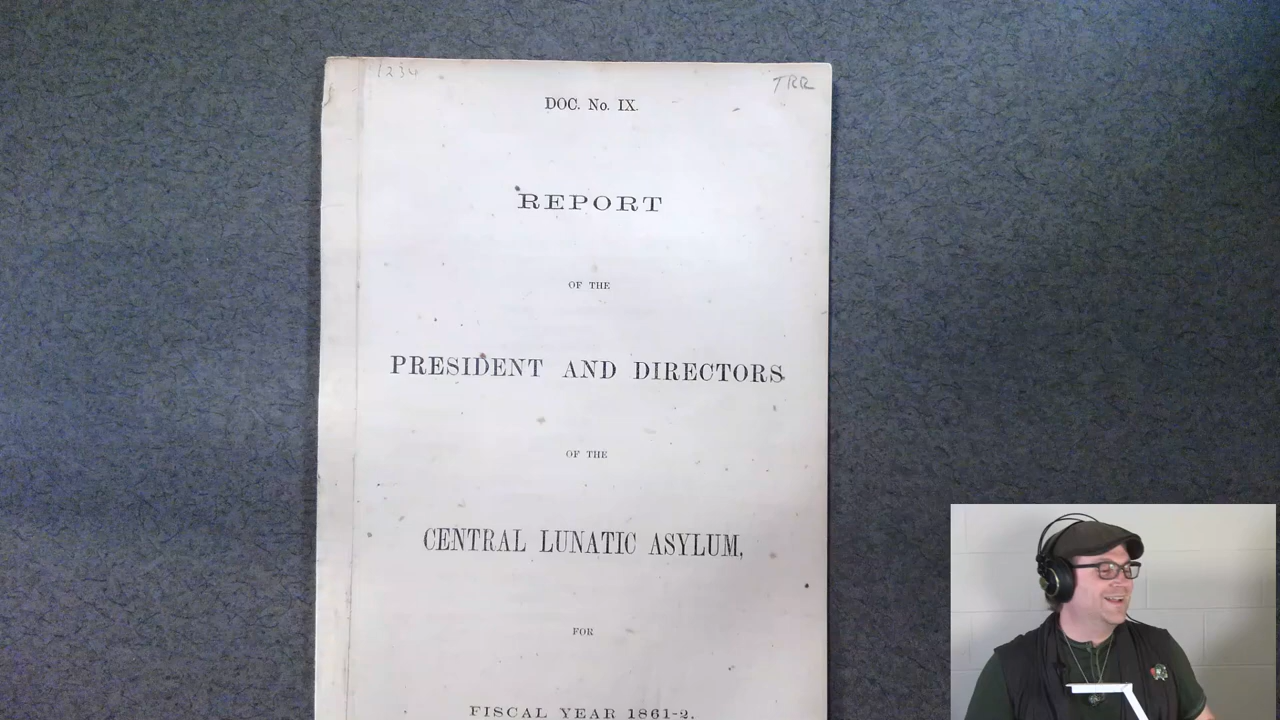 1234
TRR
DOC. No. IX.
REPORT
OF THE
PRESIDENT AND DIRECTORS
OF THE
CENTRAL LUNATIC ASYLUM,
FOR
FISCAL YEAR 1861-2.